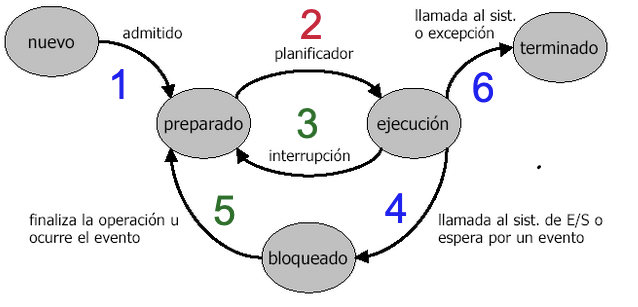 nuevo
admitido
1
2
planificador
llamada al sist.
o excepción
terminado
6
preparado
3
interrupción
ejecución
finaliza la operación u
ocurre el evento
5
4
llamada al sist. de E/S o
espera por un evento
bloqueado